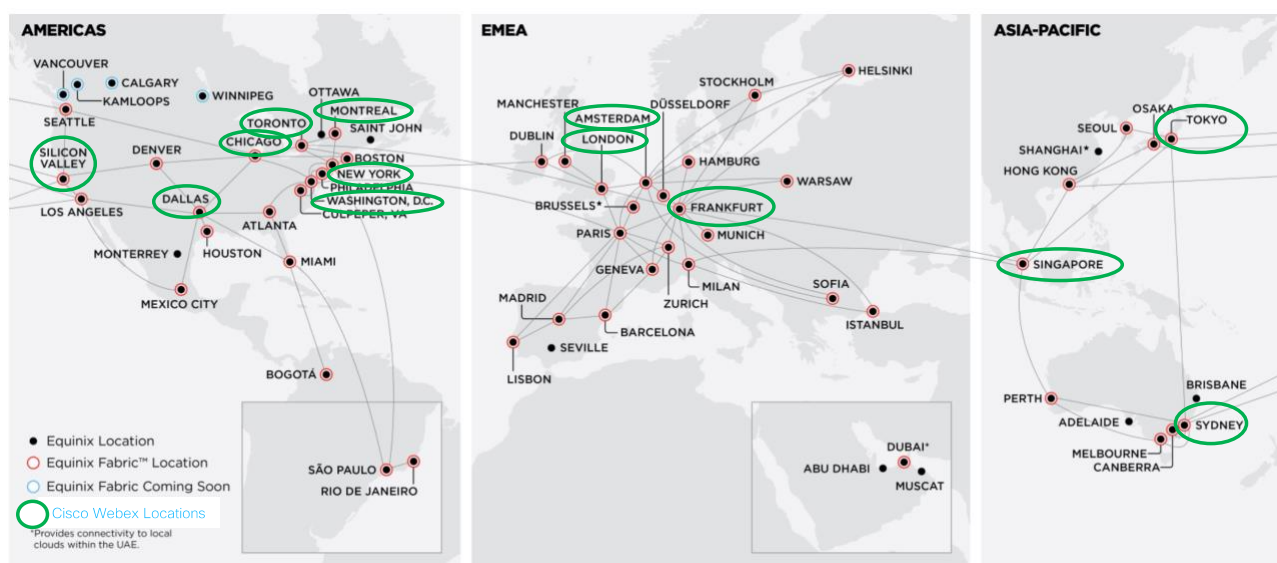 AMERICAS
VANCOUVER
CALGARY
KAMLOOPS
WINNIPEG
OTTAWA
MONTREAL
SEATTLE
TORONTO
SAINT JOHN
CHICAGO
SILICON
VALLEY
DENVER
BOSTON
NEW YORK
PHILADELPHIA
DALLAS
WASHINGTON, D.C.
LOS ANGELES
CULPEPER, VA
ATLANTA
MONTERREY
HOUSTON
MIAMI
MEXICO CITY
BOGOTÁ
SÃO PAULO
RIO DE JANEIRO
Equinix Location
Equinix Fabric™ Location
Equinix Fabric Coming Soon
Cisco Webex Locations
*Provides connectivity to local
clouds within the UAE.
EMEA
HELSINKI
STOCKHOLM
MANCHESTER
DÜSSELDORF
AMSTERDAM
DUBLIN
LONDON
HAMBURG
WARSAW
BRUSSELS*
FRANKFURT
PARIS
MUNICH
GENEVA
MILAN
SOFIA
ZURICH
MADRID
ISTANBUL
BARCELONA
SEVILLE
LISBON
DUBAI*
ABU DHABI
MUSCAT
ASIA-PACIFIC
OSAKA
TOKYO
SEOUL
SHANGHAI*
HONG KONG
SINGAPORE
BRISBANE
PERTH
ADELAIDE
SYDNEY
MELBOURNE
CANBERRA